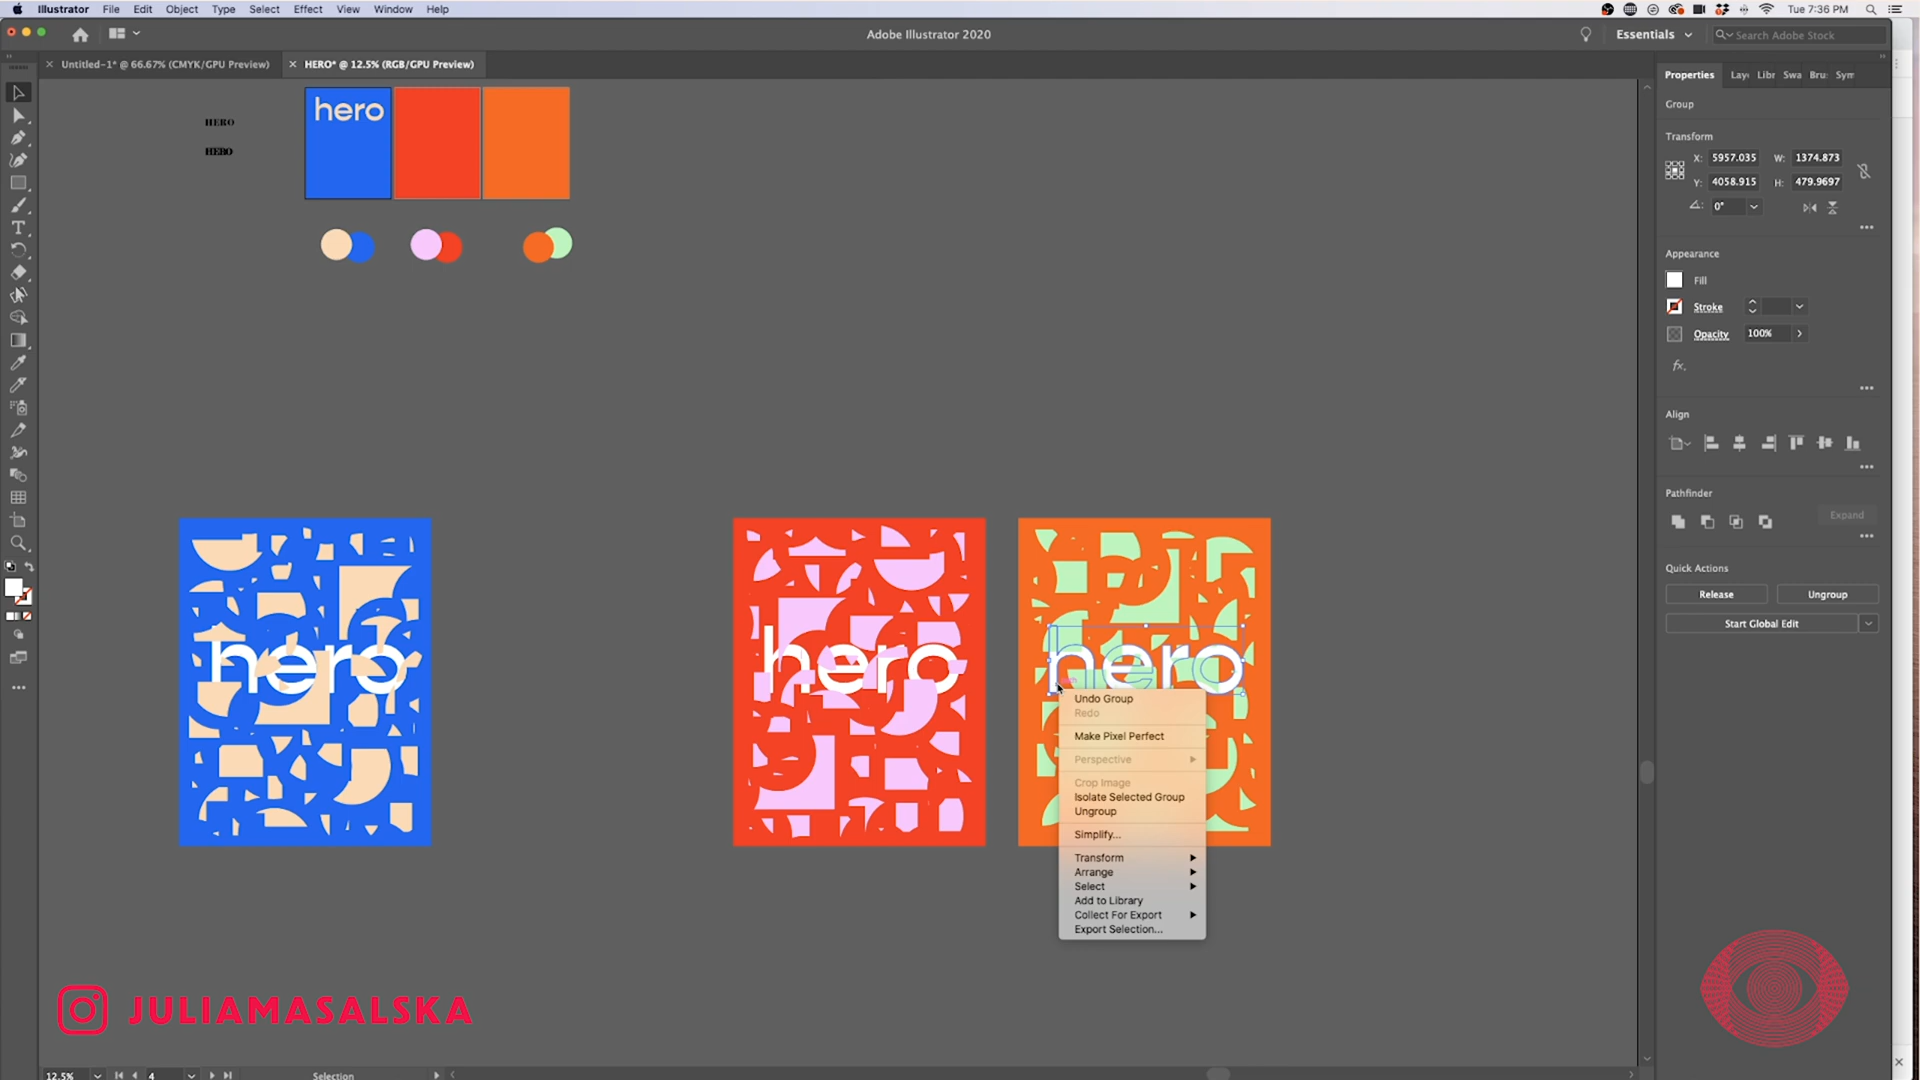 Illustrator File Edit Object Type Select Effect View Window Help
Tue 7:36 PM
Adobe Illustrator 2020
Essentials
Search Adobe Stock
Untitled-1* @ 66.67% (CMYK/GPU Preview)
HERO* @ 12.5% (RGB/GPU Preview)
Properties Lay Libr Swa Bru Sym
HERO
HERO
hero
Group
Transform
X: 5957.035 W: 1374.873
Y: 4058.915 H: 479.9697
0°
Appearance
Fill
Stroke
Opacity 100%
fx.
Align
Pathfinder
Expand
Quick Actions
Release Ungroup
Start Global Edit
hero
hero
hero
Undo Group
Redo
Make Pixel Perfect
Perspective
Crop Image
Isolate Selected Group
Ungroup
Simplify...
Transform
Arrange
Select
Add to Library
Collect For Export
Export Selection...
JULIAMASALSKA
12.5% 4 Selection